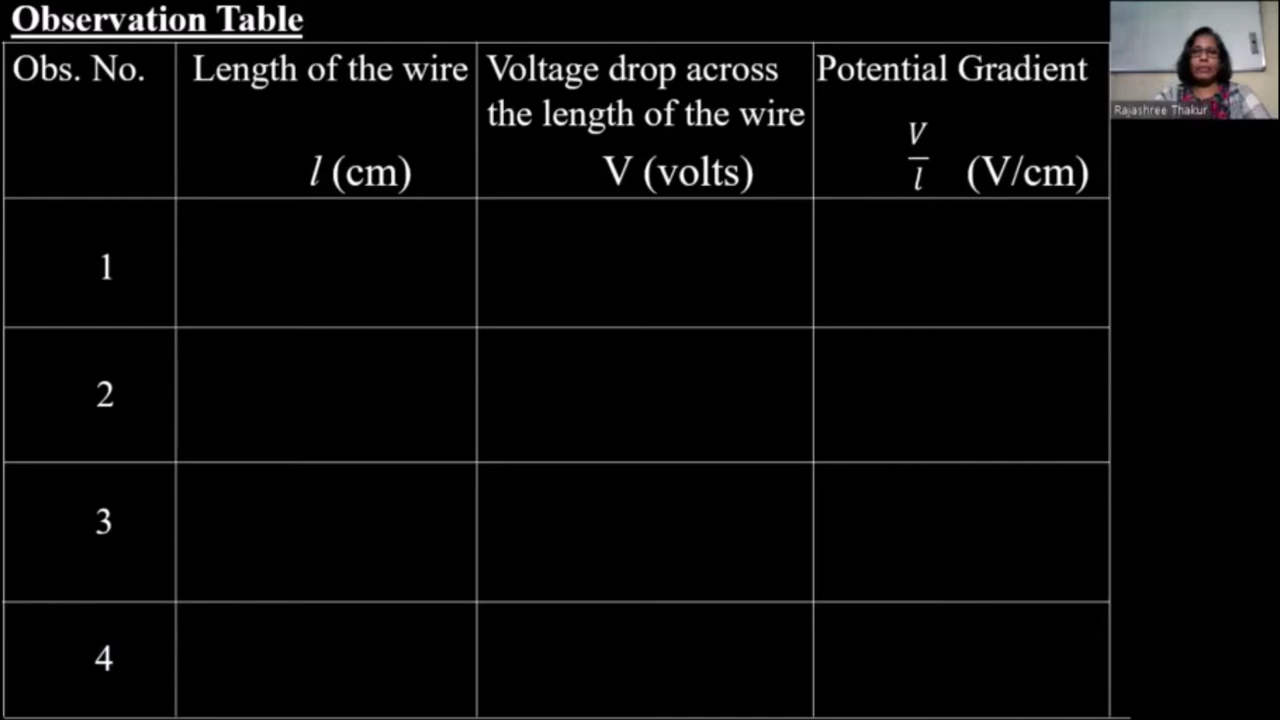 Observation Table
Obs. No.
Length of the wire
l (cm)
Voltage drop across
the length of the wire
V (volts)
Potential Gradient
V
l (V/cm)
1
2
3
4
Rajashree Thakur